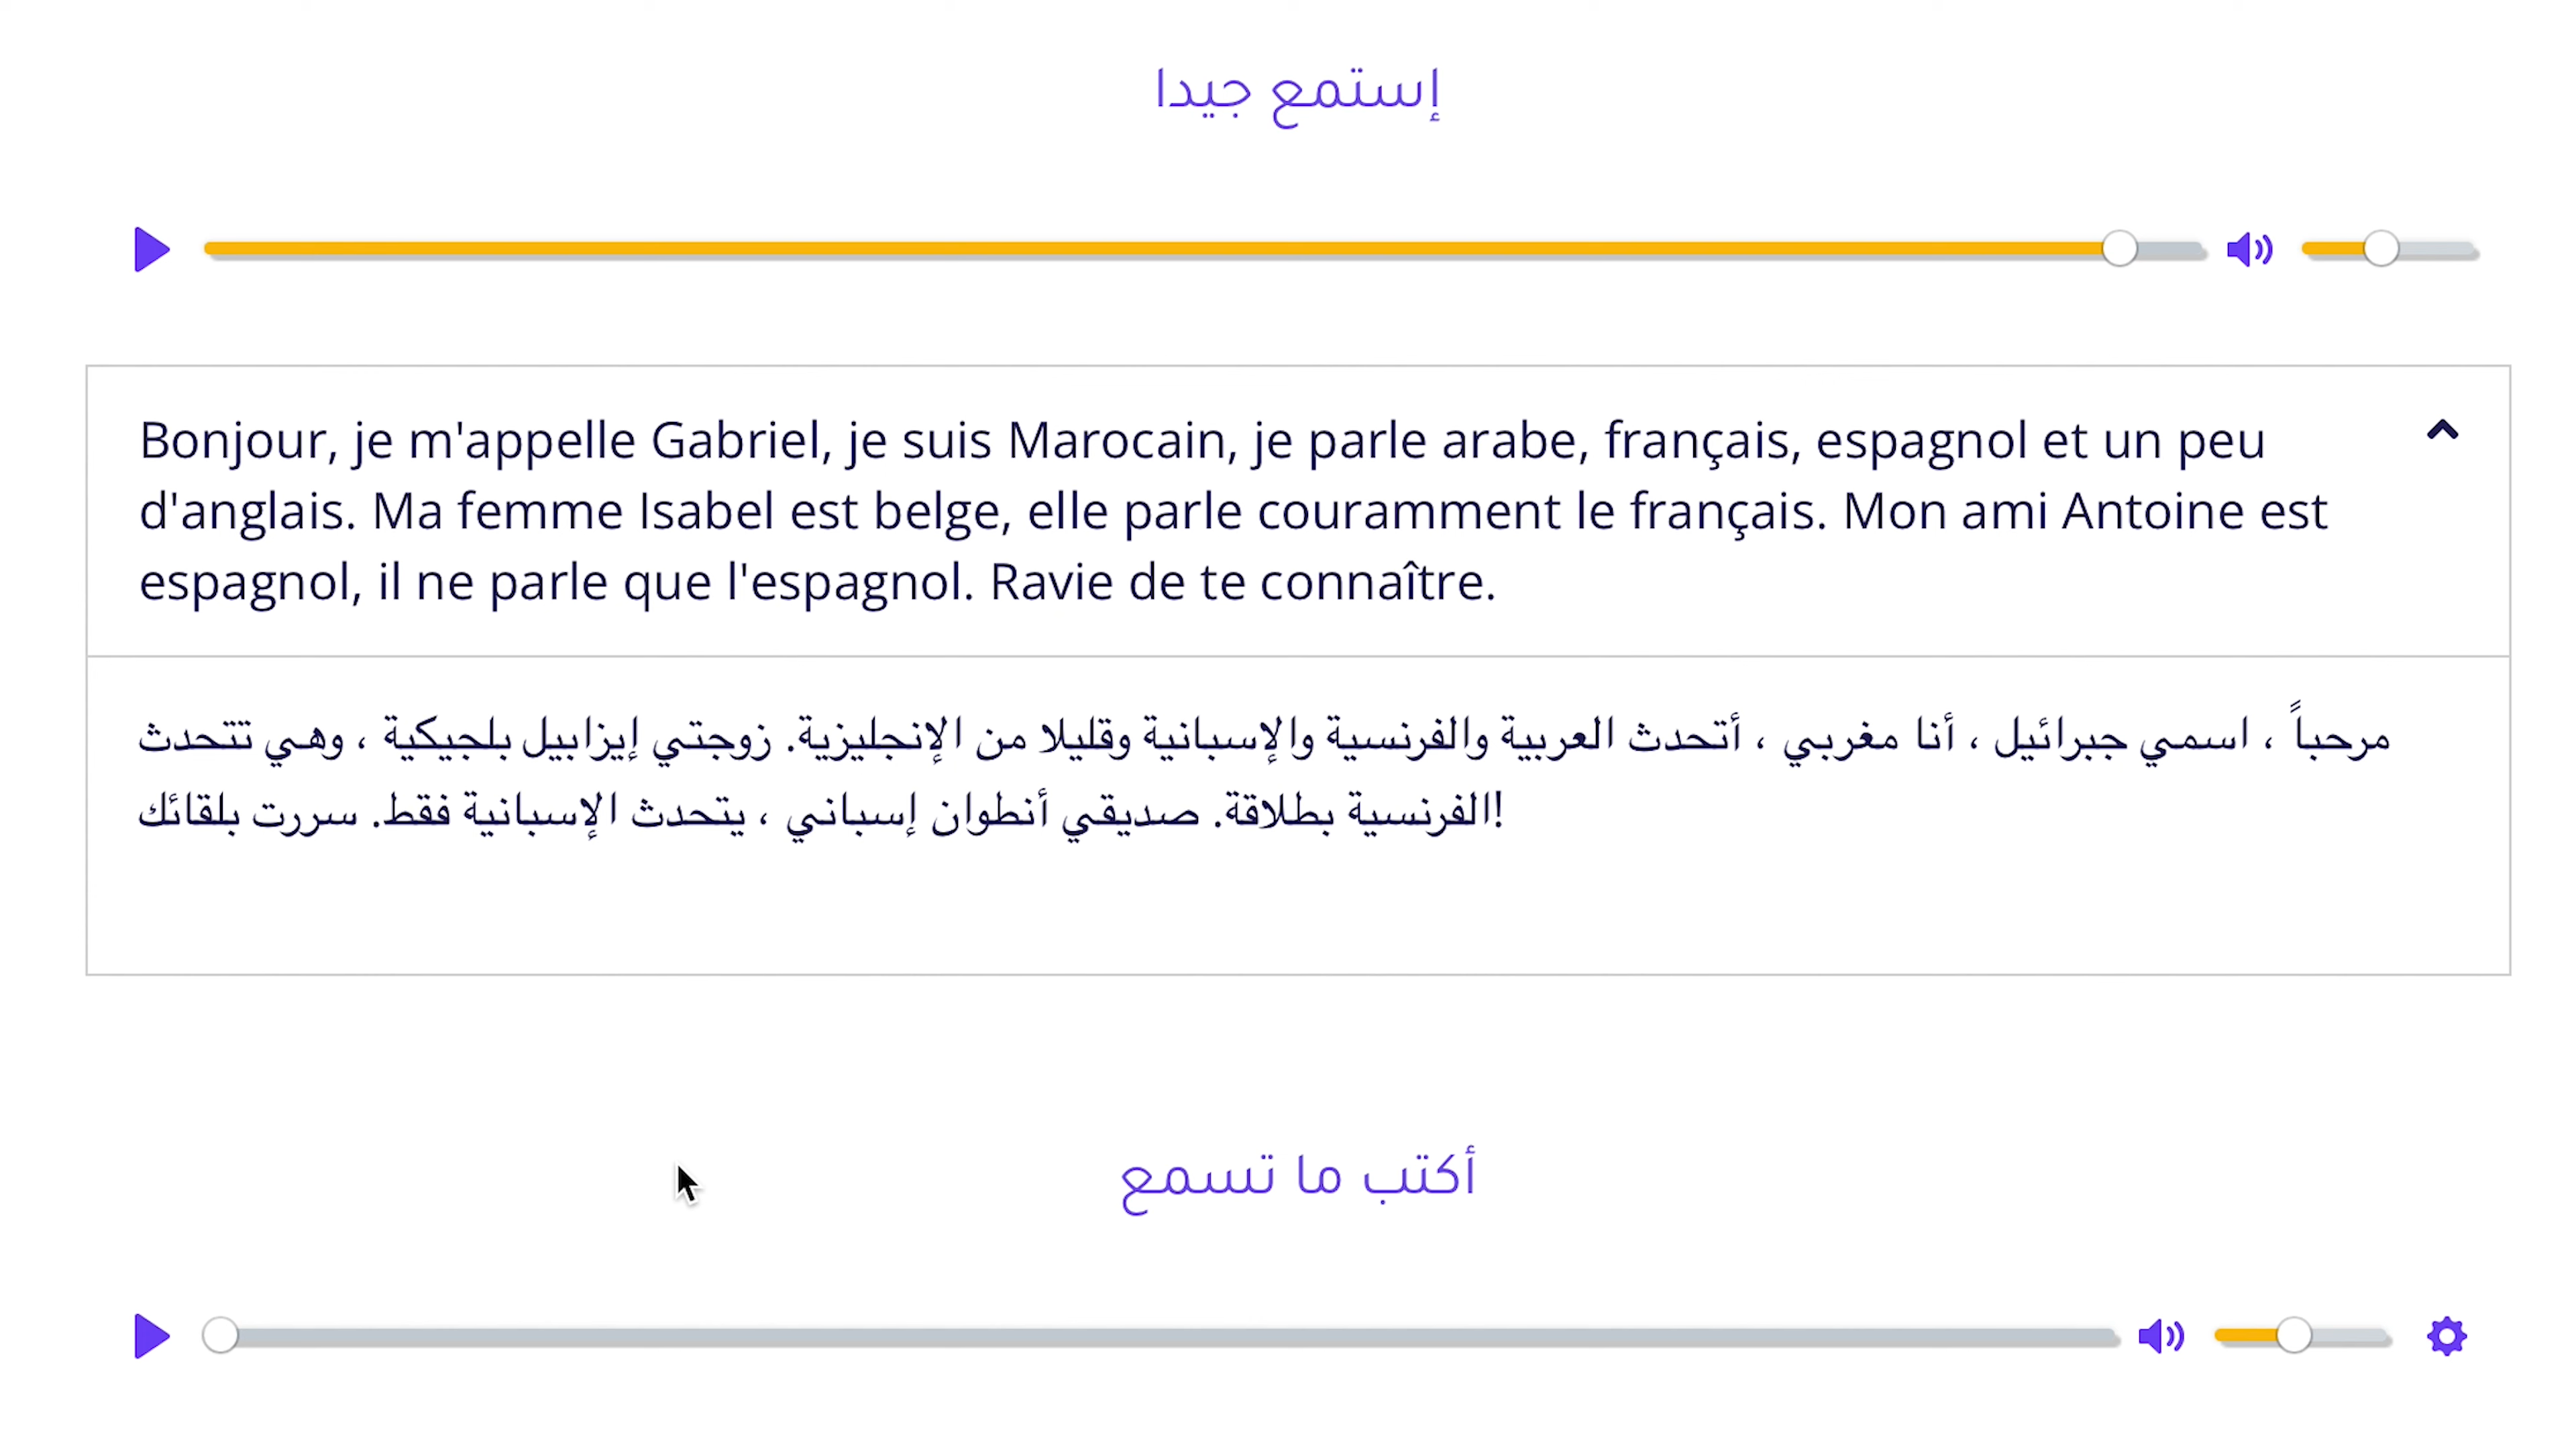 إستمع جيدا
Bonjour, je m'appelle Gabriel, je suis Marocain, je parle arabe, français, espagnol et un peu
d'anglais. Ma femme Isabel est belge, elle parle couramment le français. Mon ami Antoine est
espagnol, il ne parle que l'espagnol. Ravie de te connaître.
مرحباً ، اسمي جبرائيل ، أنا مغربي ، أتحدث العربية والفرنسية والإسبانية وقليلا من الإنجليزية. زوجتي إيزابيل بلجيكية ، وهي تتحدث
الفرنسية بطلاقة. صديقي أنطوان إسباني ، يتحدث الإسبانية فقط. سررت بلقائك!
أكتب ما تسمع